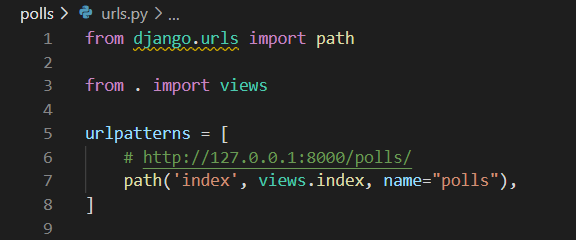 polls > urls.py > ...
1 from django.urls import path
2
3 from . import views
4
5 urlpatterns = [
6 # http://127.0.0.1:8000/polls/
7 path('index', views.index, name="polls"),
8 ]
9